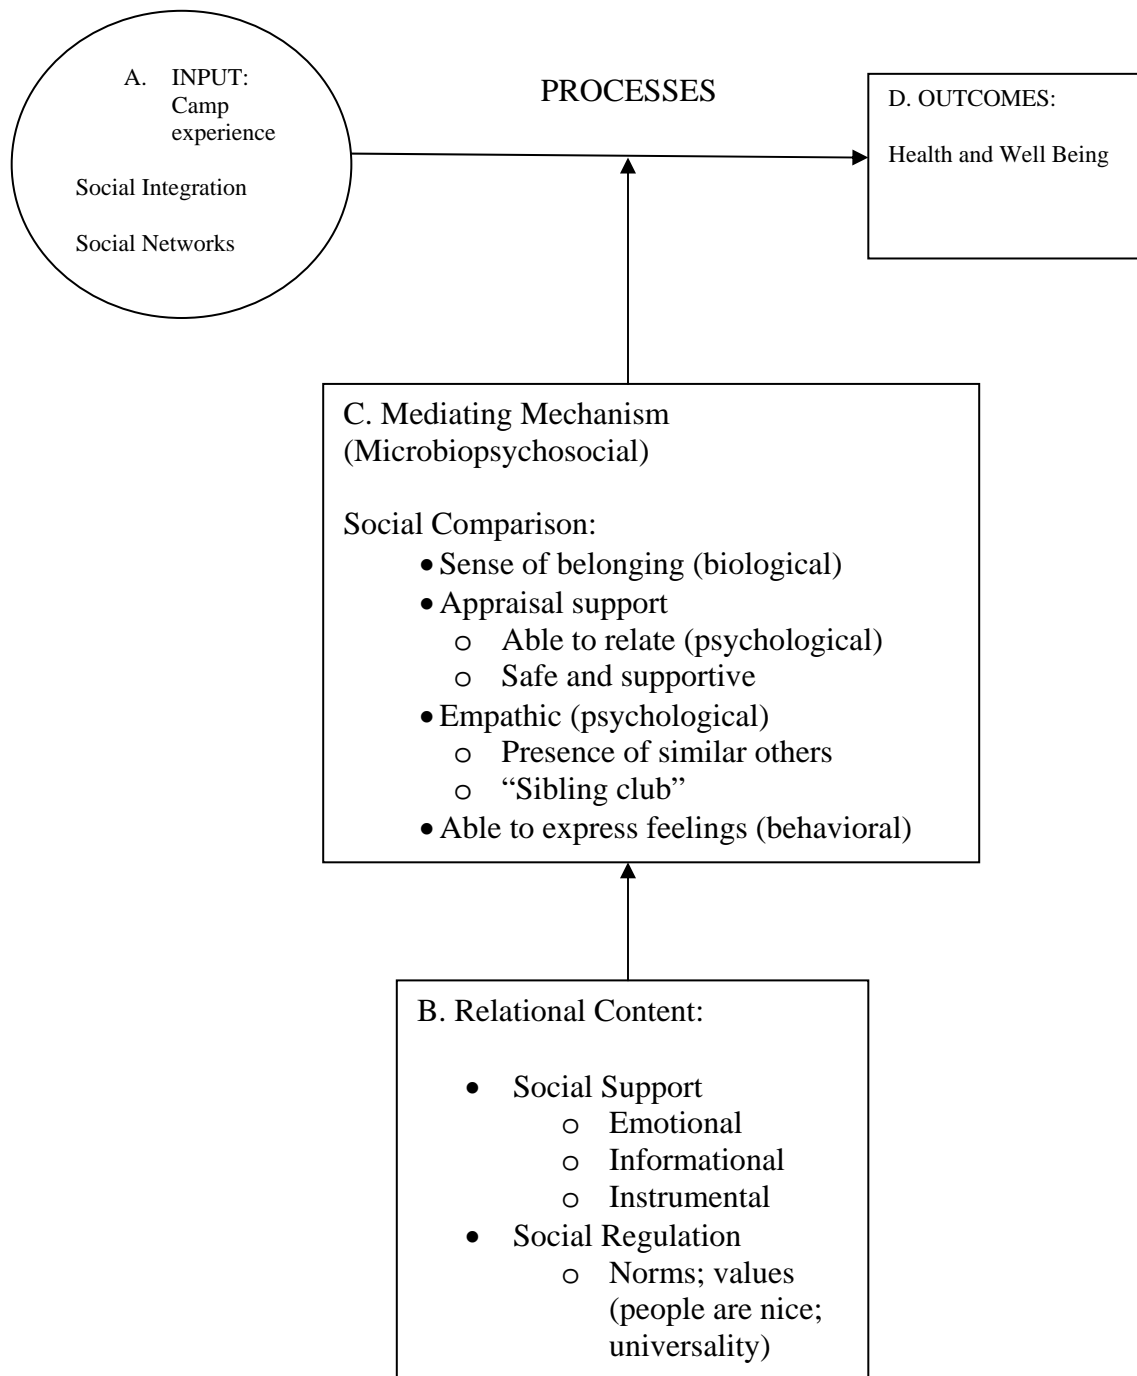 A. INPUT:
Camp
experience
Social Integration
Social Networks
PROCESSES
D. OUTCOMES:
Health and Well Being
C. Mediating Mechanism
(Microbiopsychosocial)
Social Comparison:
• Sense of belonging (biological)
• Appraisal support
o Able to relate (psychological)
o Safe and supportive
• Empathic (psychological)
o Presence of similar others
o “Sibling club”
• Able to express feelings (behavioral)
B. Relational Content:
• Social Support
o Emotional
o Informational
o Instrumental
• Social Regulation
o Norms; values
(people are nice;
universality)